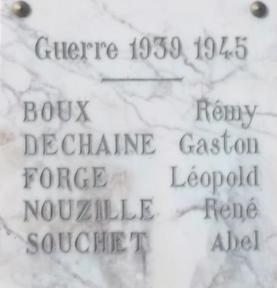 Guerre 1939 1945
BOUX Rémy
DECHAINE Gaston
FORGE Léopold
NOUZILLE René
SOUCHET Abel